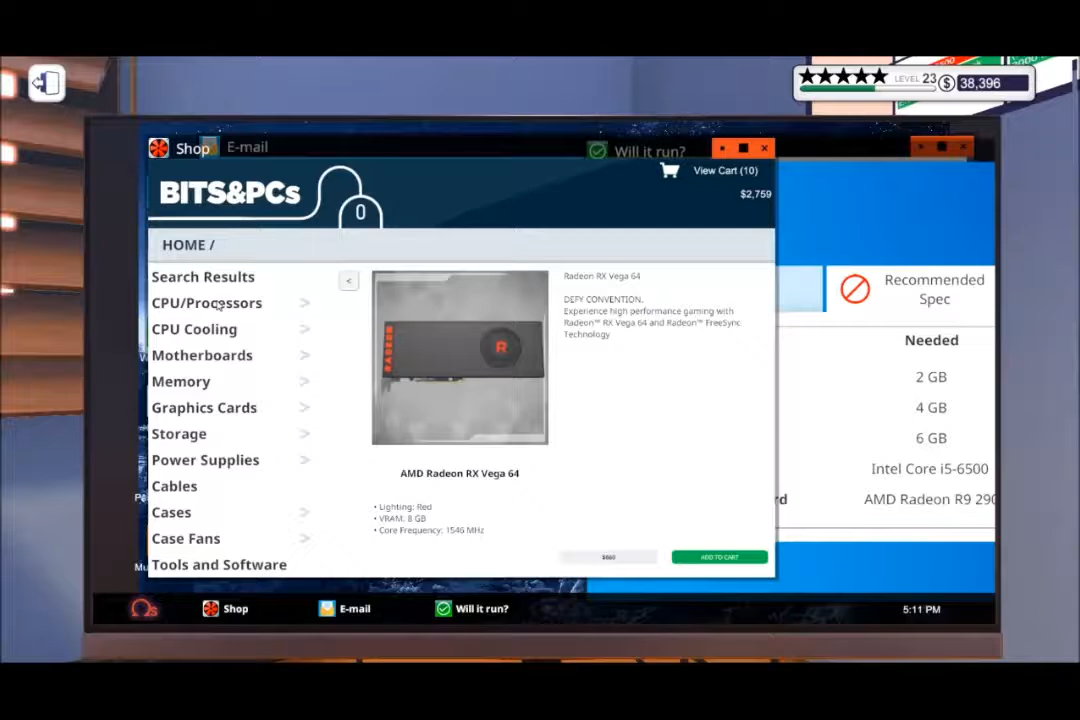 LEVEL 23 $ 38,396
Shop
E-mail
Will it run?
BITS&PCs
View Cart (10)
$2,759
HOME /
Search Results
CPU/Processors >
CPU Cooling >
Motherboards >
Memory >
Graphics Cards >
Storage >
Power Supplies >
Cables
Cases >
Case Fans >
Tools and Software
<
RADEON
R
AMD Radeon RX Vega 64
• Lighting: Red
• VRAM: 8 GB
• Core Frequency: 1546 MHz
Radeon RX Vega 64
DEFY CONVENTION.
Experience high performance gaming with
Radeon™ RX Vega 64 and Radeon™ FreeSync
Technology
ADD TO CART
Recommended
Spec
Needed
2 GB
4 GB
6 GB
Intel Core i5-6500
AMD Radeon R9 290
Shop
E-mail
Will it run?
5:11 PM